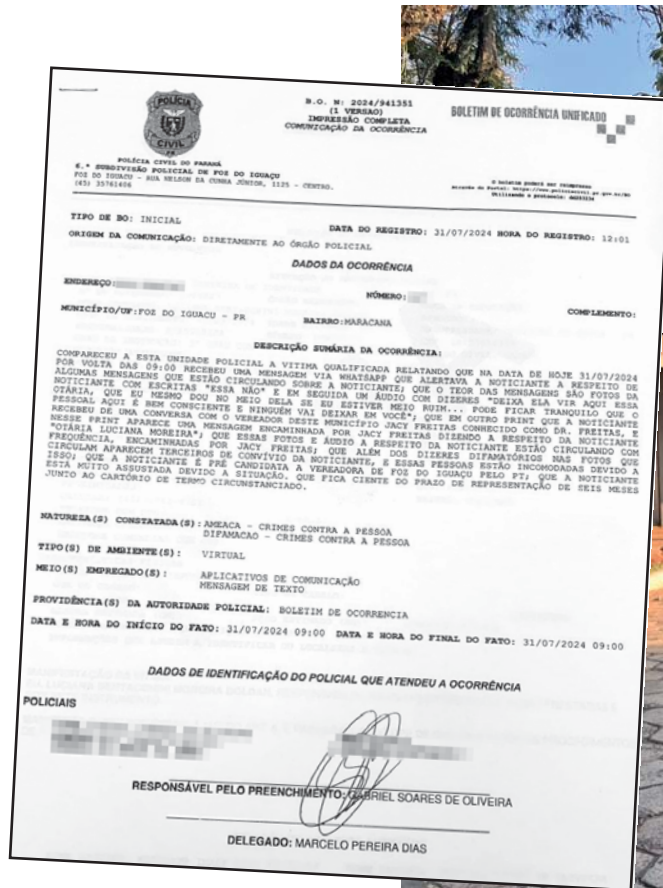 POLÍCIA
CIVIL
PR
B.O. N: 2024/941351
(1 VERSAO)
IMPRESSÃO COMPLETA
COMUNICAÇÃO DA OCORRÊNCIA
BOLETIM DE OCORRÊNCIA UNIFICADO
POLÍCIA CIVIL DO PARANÁ
6.ª SUBDIVISÃO POLICIAL DE FOZ DO IGUAÇU
FOZ DO IGUACU - RUA NELSON DA CUNHA JÚNIOR, 1125 - CENTRO.
(45) 35761406
O boletim poderá ser reimpresso
através do Portal:
Utilizando o protocolo:
TIPO DE BO: INICIAL
DATA DO REGISTRO: 31/07/2024 HORA DO REGISTRO: 12:01
ORIGEM DA COMUNICAÇÃO: DIRETAMENTE AO ÓRGÃO POLICIAL
DADOS DA OCORRÊNCIA
ENDEREÇO:
NÚMERO:
COMPLEMENTO:
MUNICÍPIO/UF:FOZ DO IGUACU - PR
BAIRRO:MARACANA
DESCRIÇÃO SUMÁRIA DA OCORRÊNCIA:
COMPARECEU A ESTA UNIDADE POLICIAL A VITIMA QUALIFICADA RELATANDO QUE NA DATA DE HOJE 31/07/2024
POR VOLTA DAS 09:00 RECEBEU UMA MENSAGEM VIA WHATSAPP QUE ALERTAVA A NOTICIANTE A RESPEITO DE
ALGUMAS MENSAGENS QUE ESTÃO CIRCULANDO SOBRE A NOTICIANTE; QUE O TEOR DAS MENSAGENS SÃO FOTOS DA
NOTICIANTE COM ESCRITAS "ESSA NÃO" E EM SEGUIDA UM ÁUDIO COM DIZERES "DEIXA ELA VIR AQUI ESSA
OTÁRIA, QUE EU MESMO DOU NO MEIO DELA SE EU ESTIVER MEIO RUIM... PODE FICAR TRANQUILO QUE O
PESSOAL AQUI É BEM CONSCIENTE E NINGUÉM VAI DEIXAR EM VOCÊ"; QUE EM OUTRO PRINT QUE A NOTICIANTE
RECEBEU DE UMA CONVERSA COM O VEREADOR DESTE MUNICÍPIO JACY FREITAS CONHECIDO COMO DR. FREITAS, E
NESSE PRINT APARECE UMA MENSAGEM ENCAMINHADA POR JACY FREITAS DIZENDO A RESPEITO DA NOTICIANTE
"OTÁRIA LUCIANA MOREIRA"; QUE ESSAS FOTOS E ÁUDIO A RESPEITO DA NOTICIANTE ESTÃO CIRCULANDO COM
FREQUÊNCIA, ENCAMINHADAS POR JACY FREITAS; QUE ALÉM DOS DIZERES DIFAMATÓRIOS NAS FOTOS QUE
CIRCULAM APARECEM TERCEIROS DE CONVIVIO DA NOTICIANTE, E ESSAS PESSOAS ESTÃO INCOMODADAS DEVIDO A
ISSO; QUE A NOTICIANTE É PRÉ CANDIDATA A VEREADORA DE FOZ DO IGUAÇU PELO PT; QUE A NOTICIANTE
ESTÁ MUITO ASSUSTADA DEVIDO A SITUAÇÃO. QUE FICA CIENTE DO PRAZO DE REPRESENTAÇÃO DE SEIS MESES
JUNTO AO CARTÓRIO DE TERMO CIRCUNSTANCIADO.
NATUREZA(S) CONSTATADA(S): AMEACA - CRIMES CONTRA A PESSOA
DIFAMACAO - CRIMES CONTRA A PESSOA
TIPO(S) DE AMBIENTE(S): VIRTUAL
MEIO(S) EMPREGADO(S): APLICATIVOS DE COMUNICAÇÃO
MENSAGEM DE TEXTO
PROVIDÊNCIA(S) DA AUTORIDADE POLICIAL: BOLETIM DE OCORRENCIA
DATA E HORA DO INÍCIO DO FATO: 31/07/2024 09:00 DATA E HORA DO FINAL DO FATO: 31/07/2024 09:00
DADOS DE IDENTIFICAÇÃO DO POLICIAL QUE ATENDEU A OCORRÊNCIA
POLICIAIS
RESPONSÁVEL PELO PREENCHIMENTO: GABRIEL SOARES DE OLIVEIRA
DELEGADO: MARCELO PEREIRA DIAS